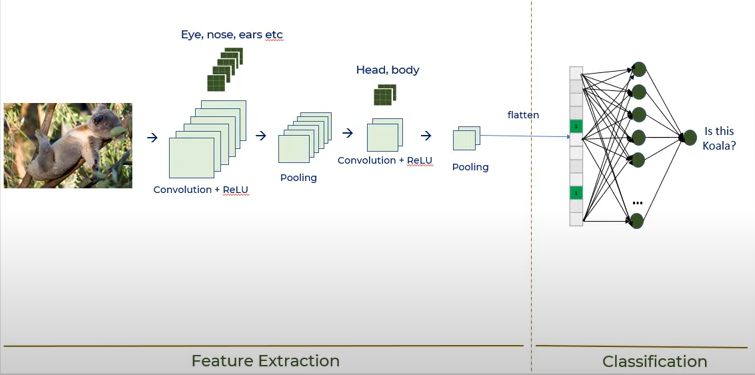 Eye, nose, ears etc
Head, body
flatten
Is this
Koala?
Convolution + ReLU
Pooling
Convolution + ReLU
Pooling
1
1
...
Feature Extraction
Classification